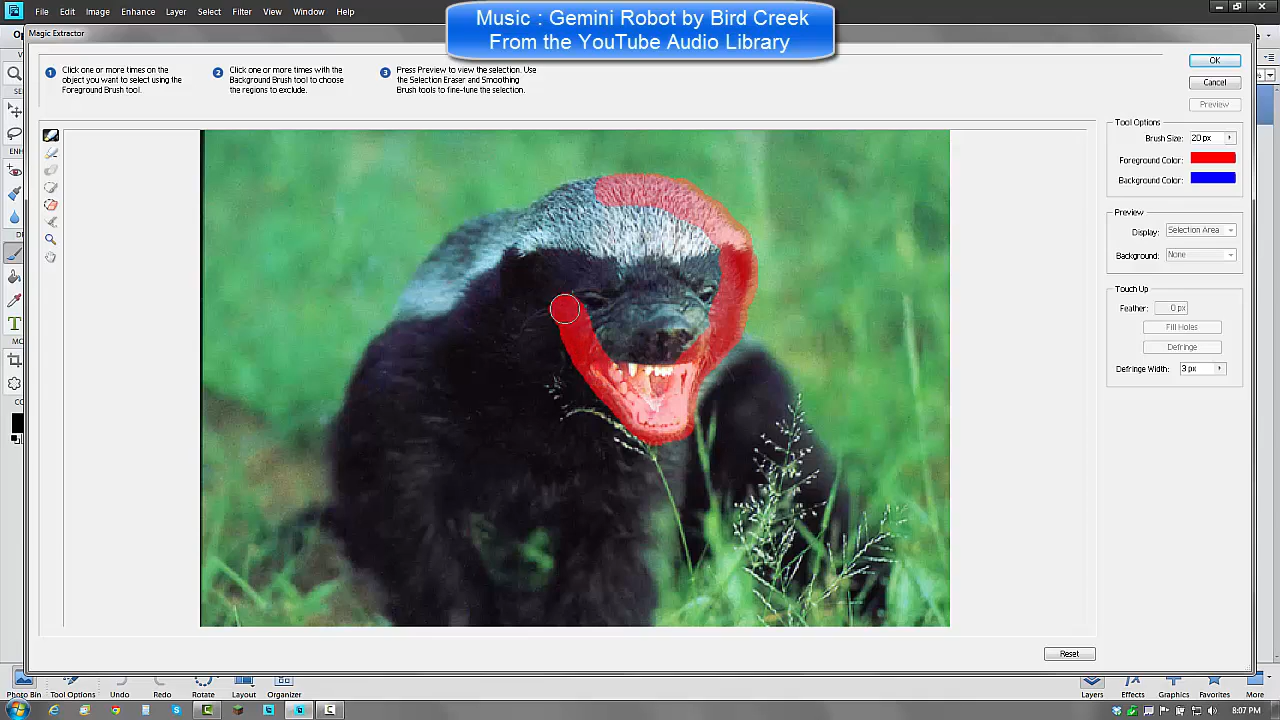 File Edit Image Enhance Layer Select Filter View Window Help
Music : Gemini Robot by Bird Creek
From the YouTube Audio Library
Magic Extractor
1 Click one or more times on the
object you want to select using the
Foreground Brush tool.
2 Click one or more times with the
Background Brush tool to choose
the regions to exclude.
3 Press Preview to view the selection. Use
the Selection Eraser and Smoothing
Brush tools to fine-tune the selection.
OK
Cancel
Preview
Tool Options
Brush Size: 20 px
Foreground Color:
Background Color:
Preview
Display: Selection Area
Background: None
Touch Up
Feather: 0 px
Fill Holes
Defringe
Defringe Width: 3 px
Reset
Photo Bin Tool Options Undo Redo Rotate Layout Organizer
Layers Effects Graphics Favorites More
8:07 PM